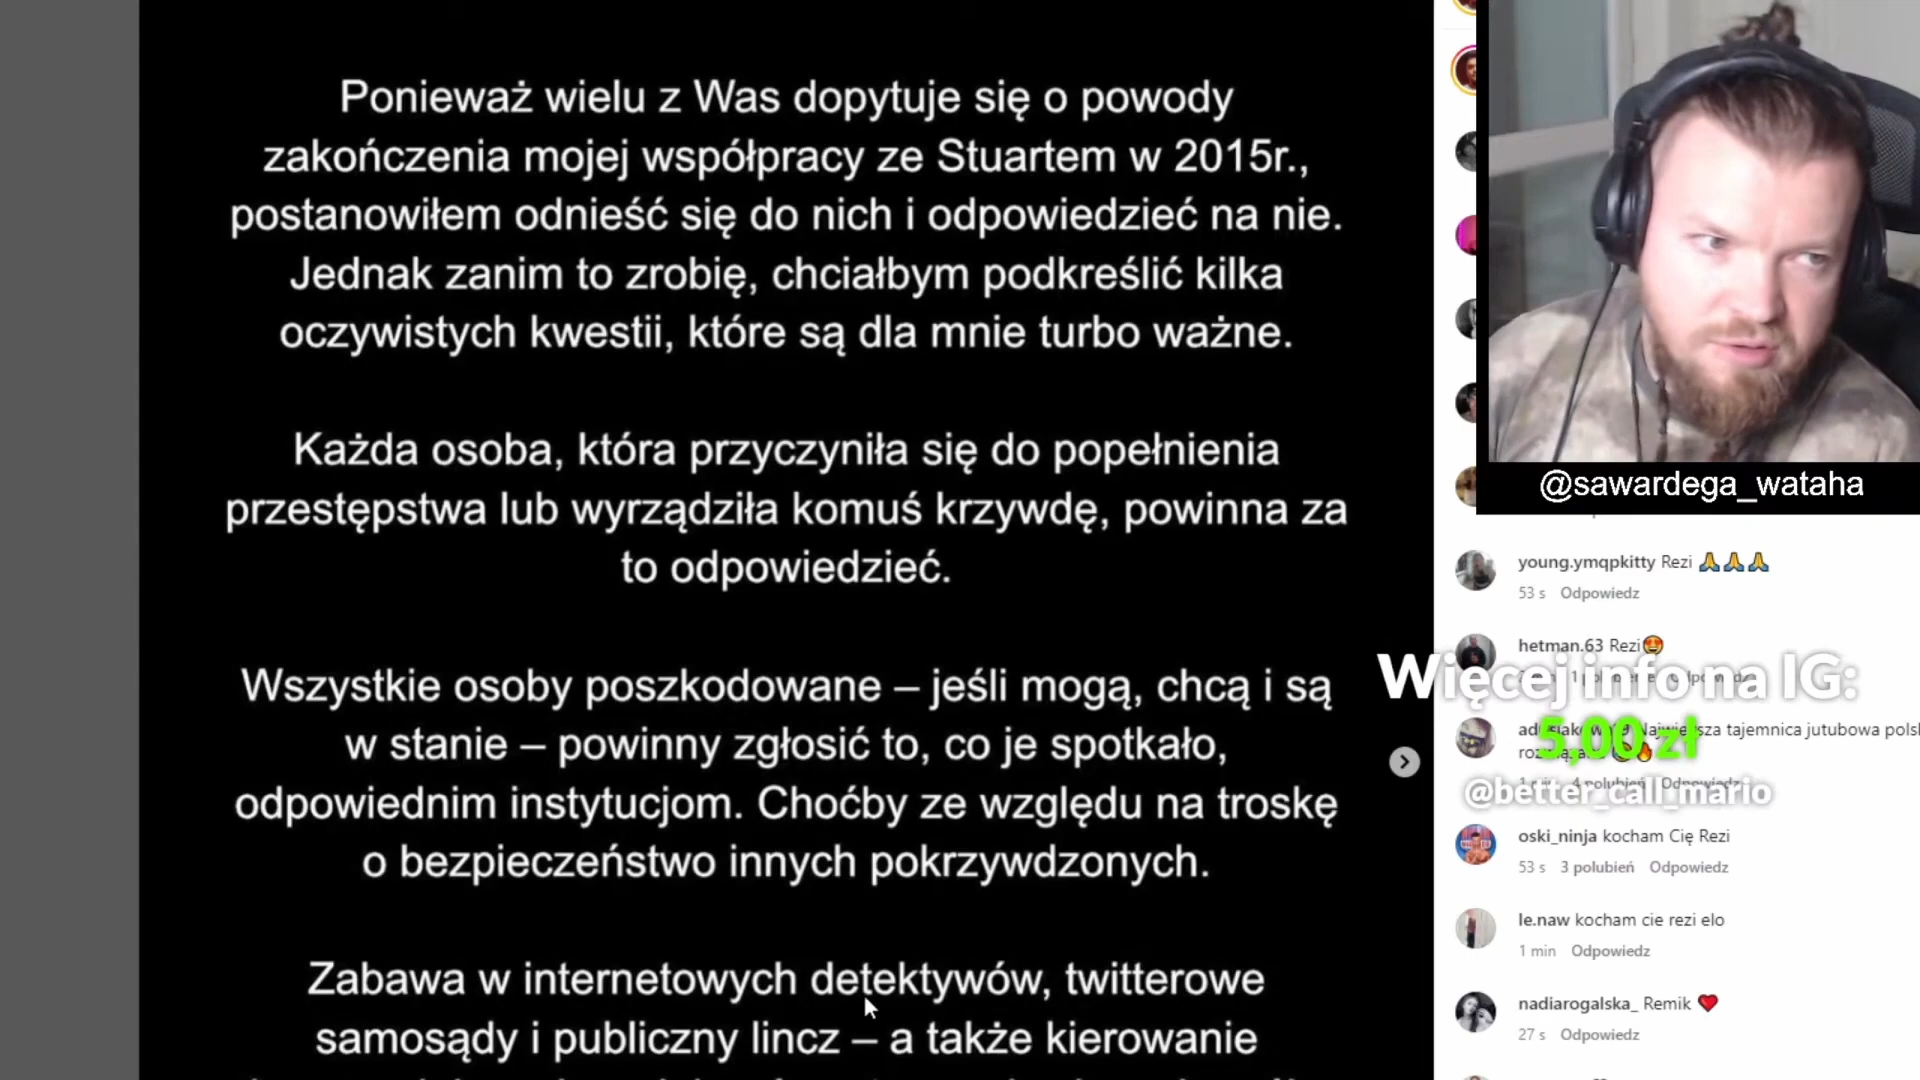 Ponieważ wielu z Was dopytuje się o powody
zakończenia mojej współpracy ze Stuartem w 2015r.,
postanowiłem odnieść się do nich i odpowiedzieć na nie.
Jednak zanim to zrobię, chciałbym podkreślić kilka
oczywistych kwestii, które są dla mnie turbo ważne.
Każda osoba, która przyczyniła się do popełnienia
przestępstwa lub wyrządziła komuś krzywdę, powinna za
to odpowiedzieć.
Wszystkie osoby poszkodowane – jeśli mogą, chcą i są
w stanie – powinny zgłosić to, co je spotkało,
odpowiednim instytucjom. Choćby ze względu na troskę
o bezpieczeństwo innych pokrzywdzonych.
Zabawa w internetowych detektywów, twitterowe
samosądy i publiczny lincz – a także kierowanie
@sawardega_wataha
young.ymqpkitty Rezi 🙏🙏🙏
53 s Odpowiedz
hetman.63 Rezi😍
Więcej info na IG:
tajemnica jutubowa
5,00 zł
4 polubień Odpowiedz
@better_call_mario
oski_ninja kocham Cię Rezi
53 s 3 polubień Odpowiedz
le.naw kocham cie rezi elo
1 min Odpowiedz
nadiarogalska_ Remik ❤️
27 s Odpowiedz